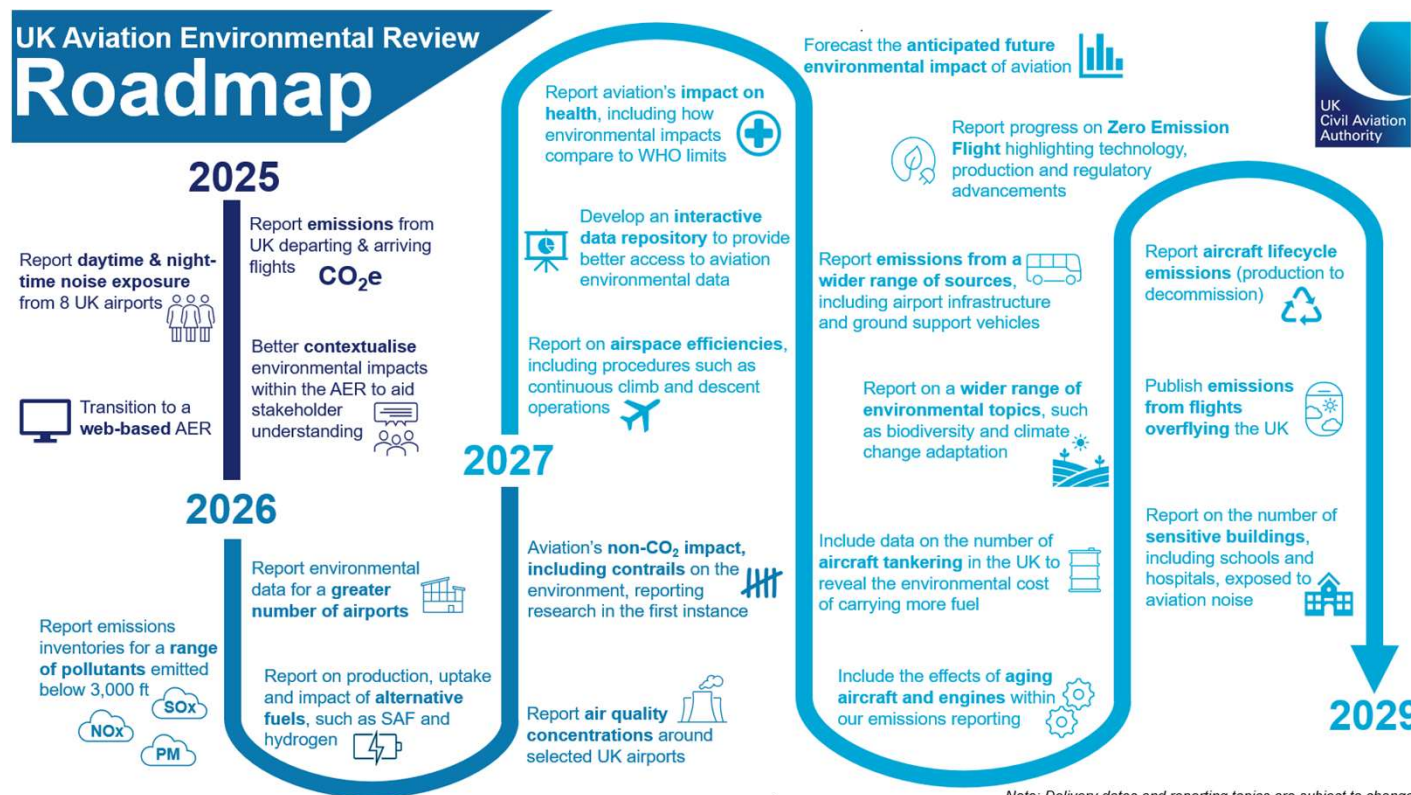 UK Aviation Environmental Review
Roadmap
UK
Civil Aviation
Authority
2025
Report daytime & night-
time noise exposure
from 8 UK airports
Report emissions from
UK departing & arriving
flights
CO₂e
Transition to a
web-based AER
Better contextualise
environmental impacts
within the AER to aid
stakeholder
understanding
2026
Report environmental
data for a greater
number of airports
Report emissions
inventories for a range
of pollutants emitted
below 3,000 ft
SOx
NOx
PM
Report on production, uptake
and impact of alternative
fuels, such as SAF and
hydrogen
Report air quality
concentrations around
selected UK airports
Aviation's non-CO₂ impact,
including contrails on the
environment, reporting
research in the first instance
2027
Report on airspace efficiencies,
including procedures such as
continuous climb and descent
operations
Develop an interactive
data repository to provide
better access to aviation
environmental data
Report aviation's impact on
health, including how
environmental impacts
compare to WHO limits
Forecast the anticipated future
environmental impact of aviation
Report progress on Zero Emission
Flight highlighting technology,
production and regulatory
advancements
Report emissions from a
wider range of sources,
including airport infrastructure
and ground support vehicles
Report on a wider range of
environmental topics, such
as biodiversity and climate
change adaptation
Include data on the number of
aircraft tankering in the UK to
reveal the environmental cost
of carrying more fuel
Include the effects of aging
aircraft and engines within
our emissions reporting
Report aircraft lifecycle
emissions (production to
decommission)
Publish emissions
from flights
overflying the UK
Report on the number of
sensitive buildings,
including schools and
hospitals, exposed to
aviation noise
2029
Note: Delivery dates and reporting topics are subject to change